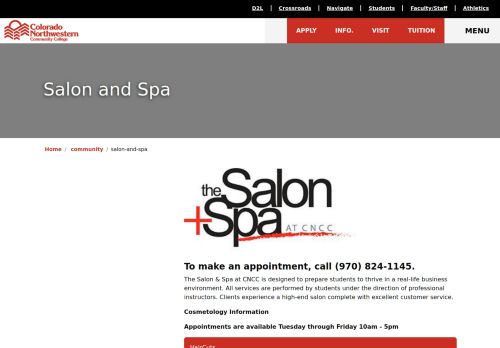 D2L | Crossroads | Navigate | Students | Faculty/Staff | Athletics
Colorado
Northwestern
Community College
APPLY INFO. VISIT TUITION MENU
Salon and Spa
Home / community / salon-and-spa
the Salon
+Spa
AT CNCC
To make an appointment, call (970) 824-1145.
The Salon & Spa at CNCC is designed to prepare students to thrive in a real-life business
environment. All services are performed by students under the direction of professional
instructors. Clients experience a high-end salon complete with excellent customer service.
Cosmetology Information
Appointments are available Tuesday through Friday 10am - 5pm
HairCuts